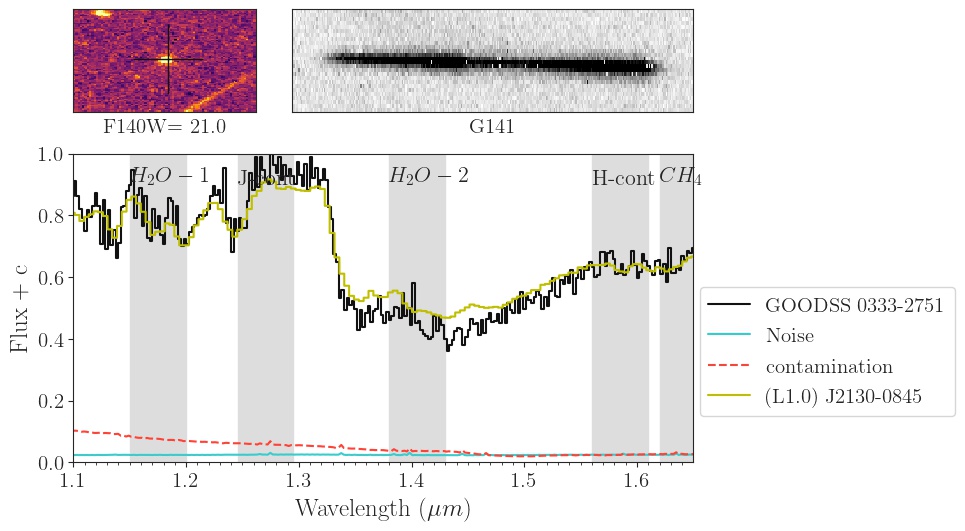 F140W= 21.0
G141
Flux + c
1.0
0.8
0.6
0.4
0.2
0.0
H₂O − 1
H₂O − 2
H-cont
CH₄
1.1
1.2
1.3
1.4
1.5
1.6
Wavelength (μm)
GOODSS 0333-2751
Noise
contamination
(L1.0) J2130-0845